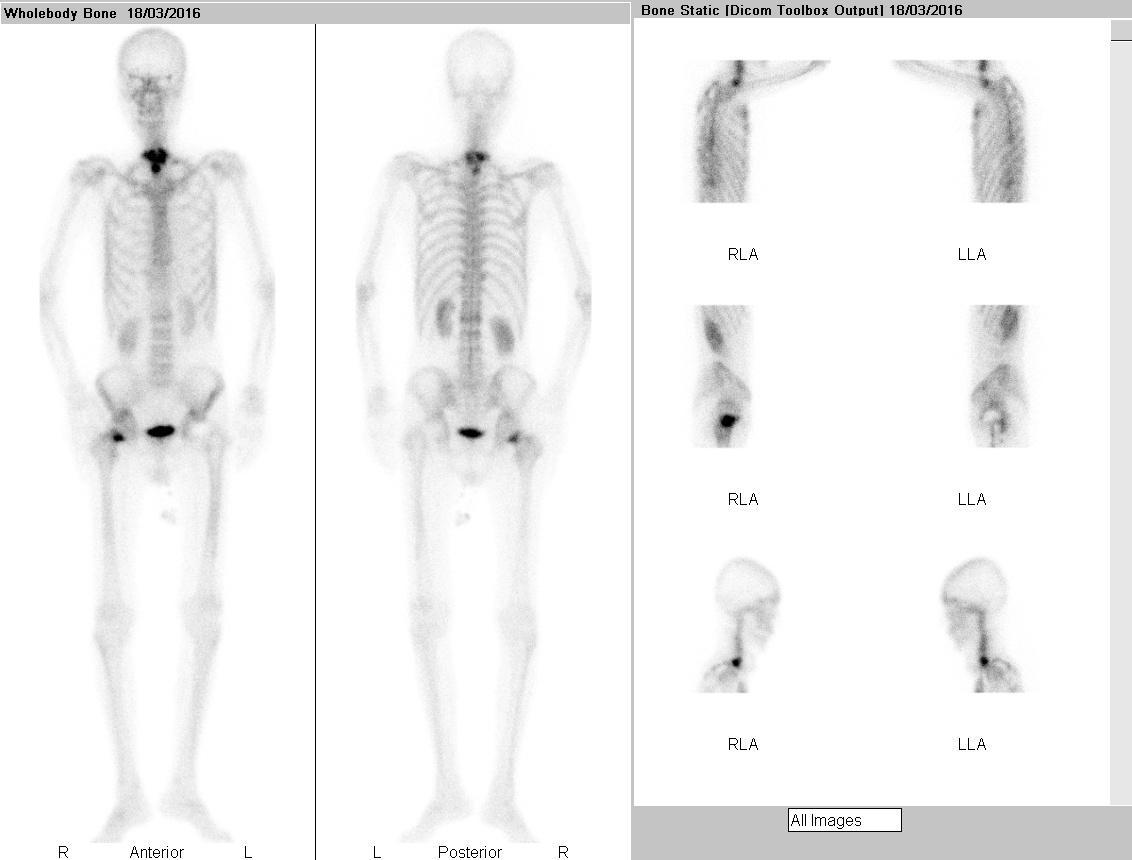 Wholebody Bone 18/03/2016
Bone Static [Dicom Toolbox Output] 18/03/2016
RLA LLA
RLA LLA
RLA LLA
All Images
R Anterior L L Posterior R